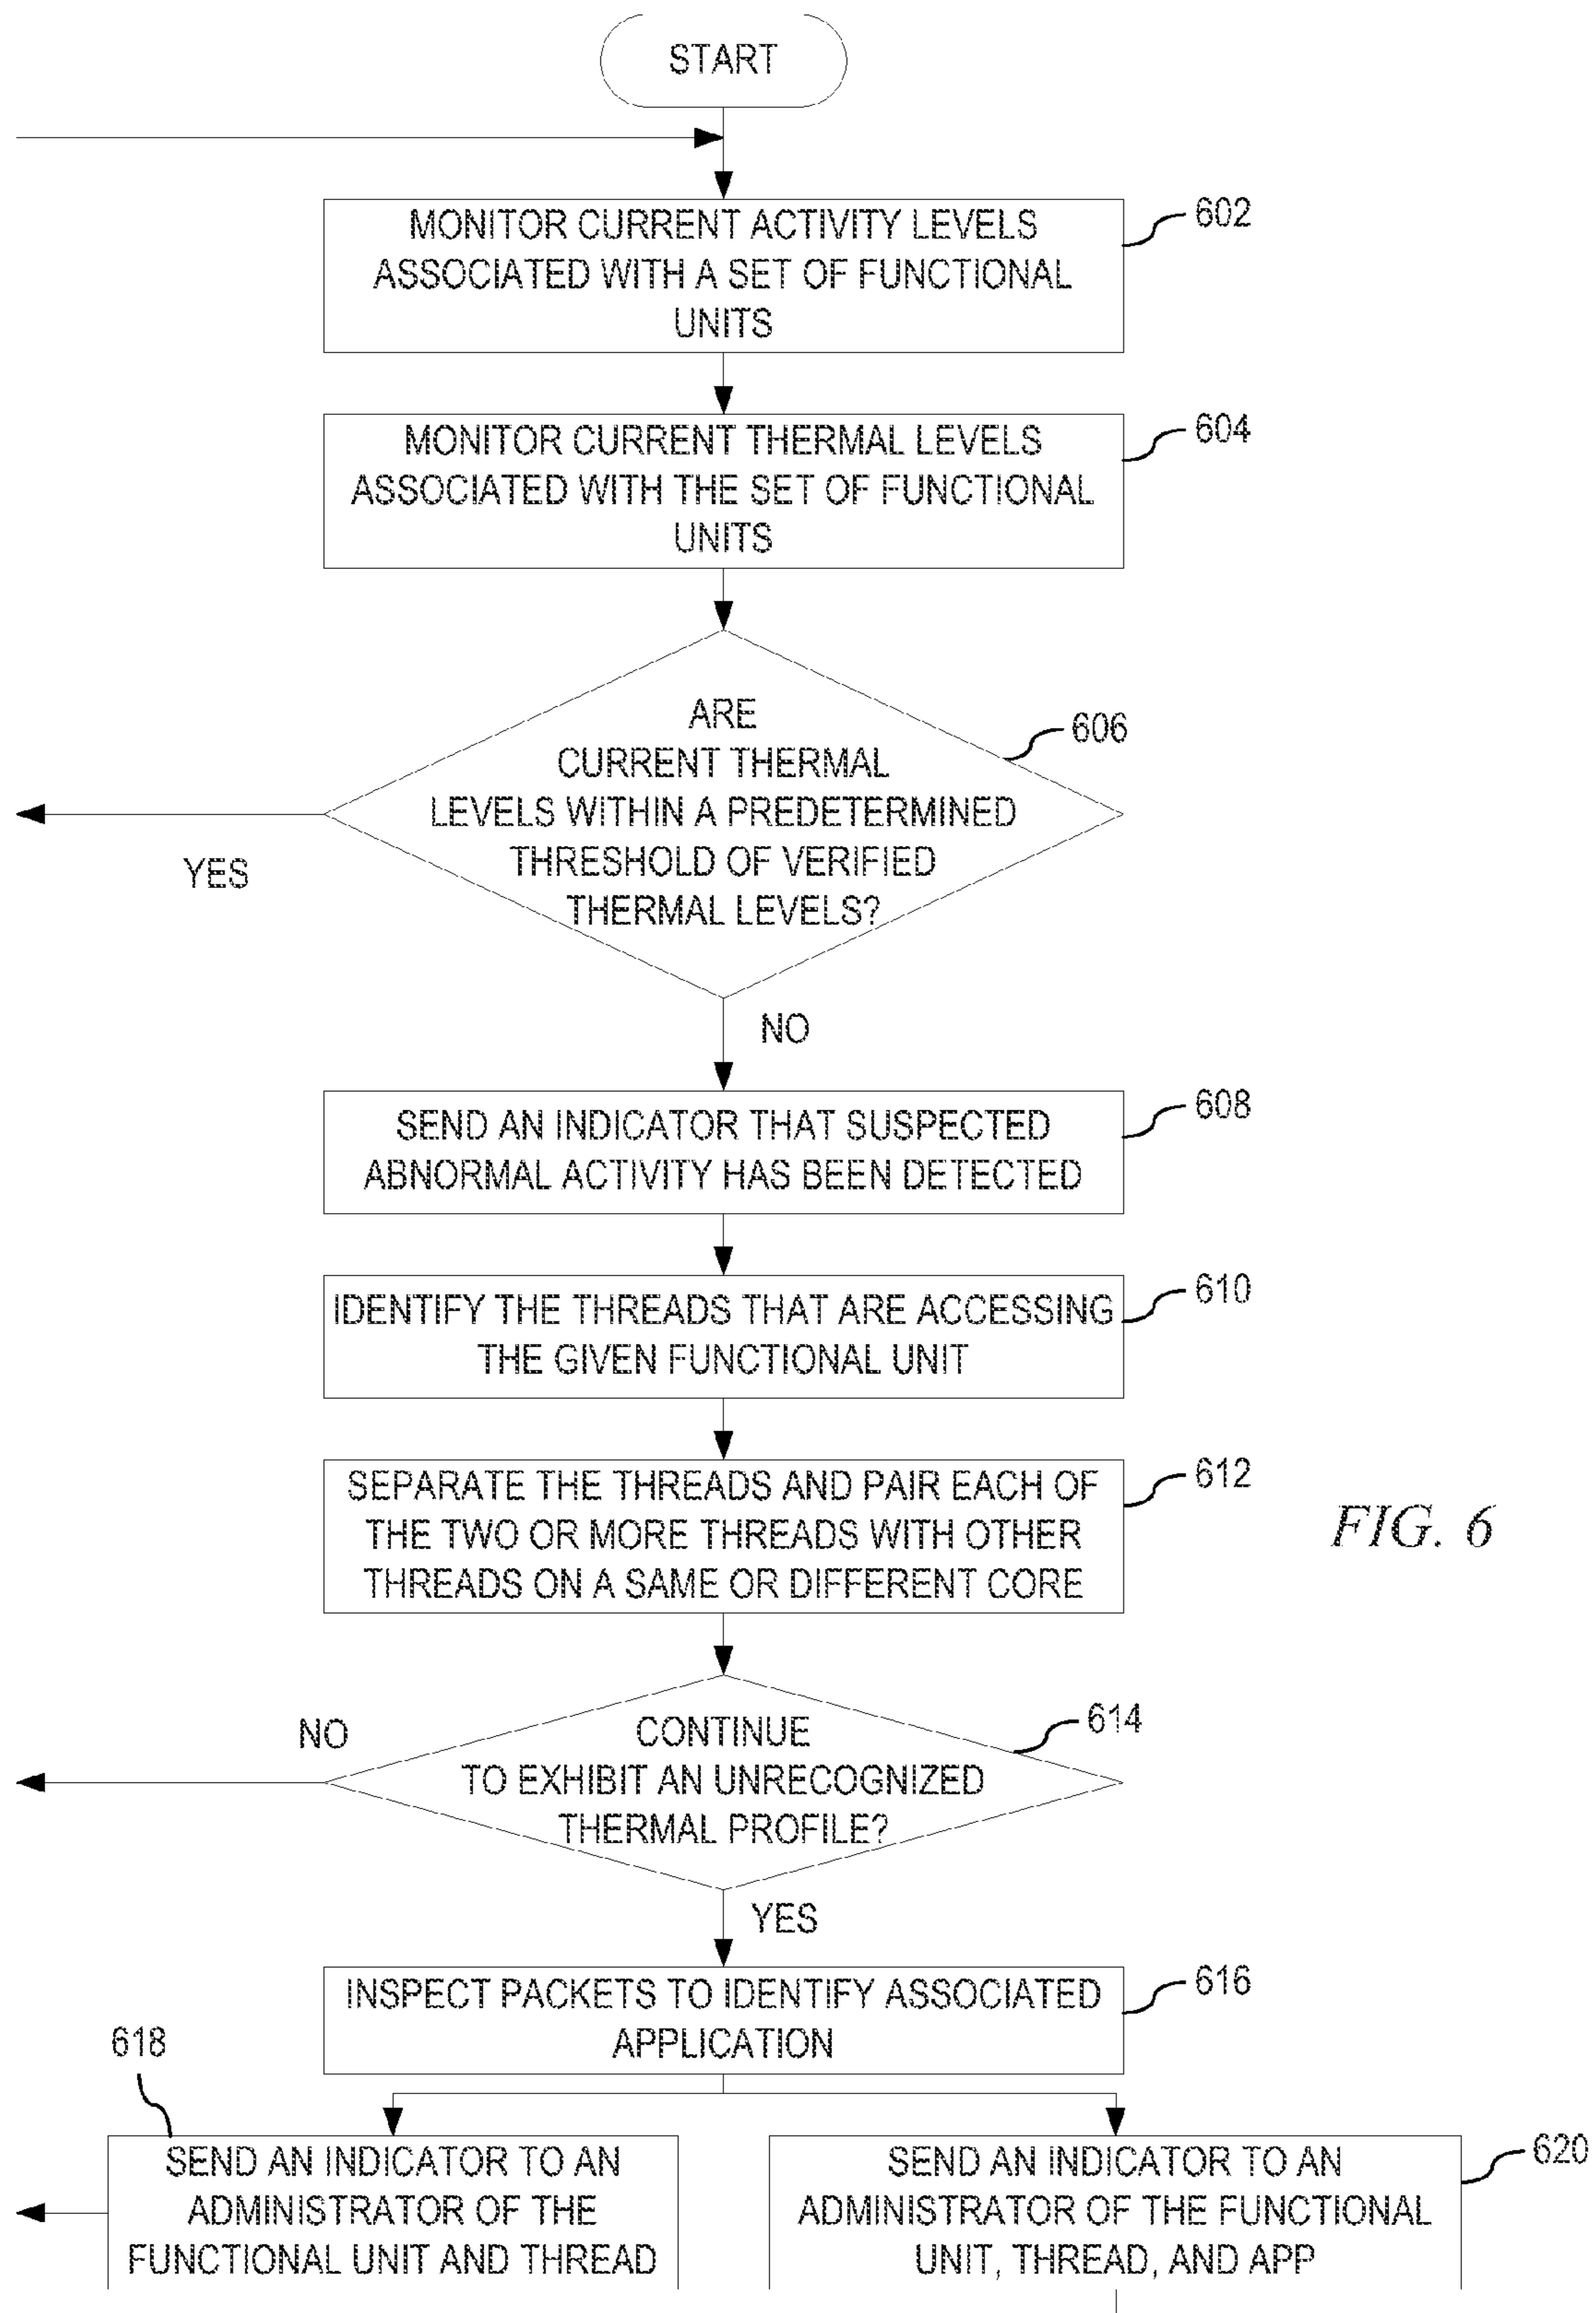 START
MONITOR CURRENT ACTIVITY LEVELS
ASSOCIATED WITH A SET OF FUNCTIONAL
UNITS
602
MONITOR CURRENT THERMAL LEVELS
ASSOCIATED WITH THE SET OF FUNCTIONAL
UNITS
604
ARE
CURRENT THERMAL
LEVELS WITHIN A PREDETERMINED
THRESHOLD OF VERIFIED
THERMAL LEVELS?
606
YES
NO
SEND AN INDICATOR THAT SUSPECTED
ABNORMAL ACTIVITY HAS BEEN DETECTED
608
IDENTIFY THE THREADS THAT ARE ACCESSING
THE GIVEN FUNCTIONAL UNIT
610
SEPARATE THE THREADS AND PAIR EACH OF
THE TWO OR MORE THREADS WITH OTHER
THREADS ON A SAME OR DIFFERENT CORE
612
FIG. 6
CONTINUE
TO EXHIBIT AN UNRECOGNIZED
THERMAL PROFILE?
614
NO
YES
INSPECT PACKETS TO IDENTIFY ASSOCIATED
APPLICATION
616
618
SEND AN INDICATOR TO AN
ADMINISTRATOR OF THE
FUNCTIONAL UNIT AND THREAD
SEND AN INDICATOR TO AN
ADMINISTRATOR OF THE FUNCTIONAL
UNIT, THREAD, AND APP
620